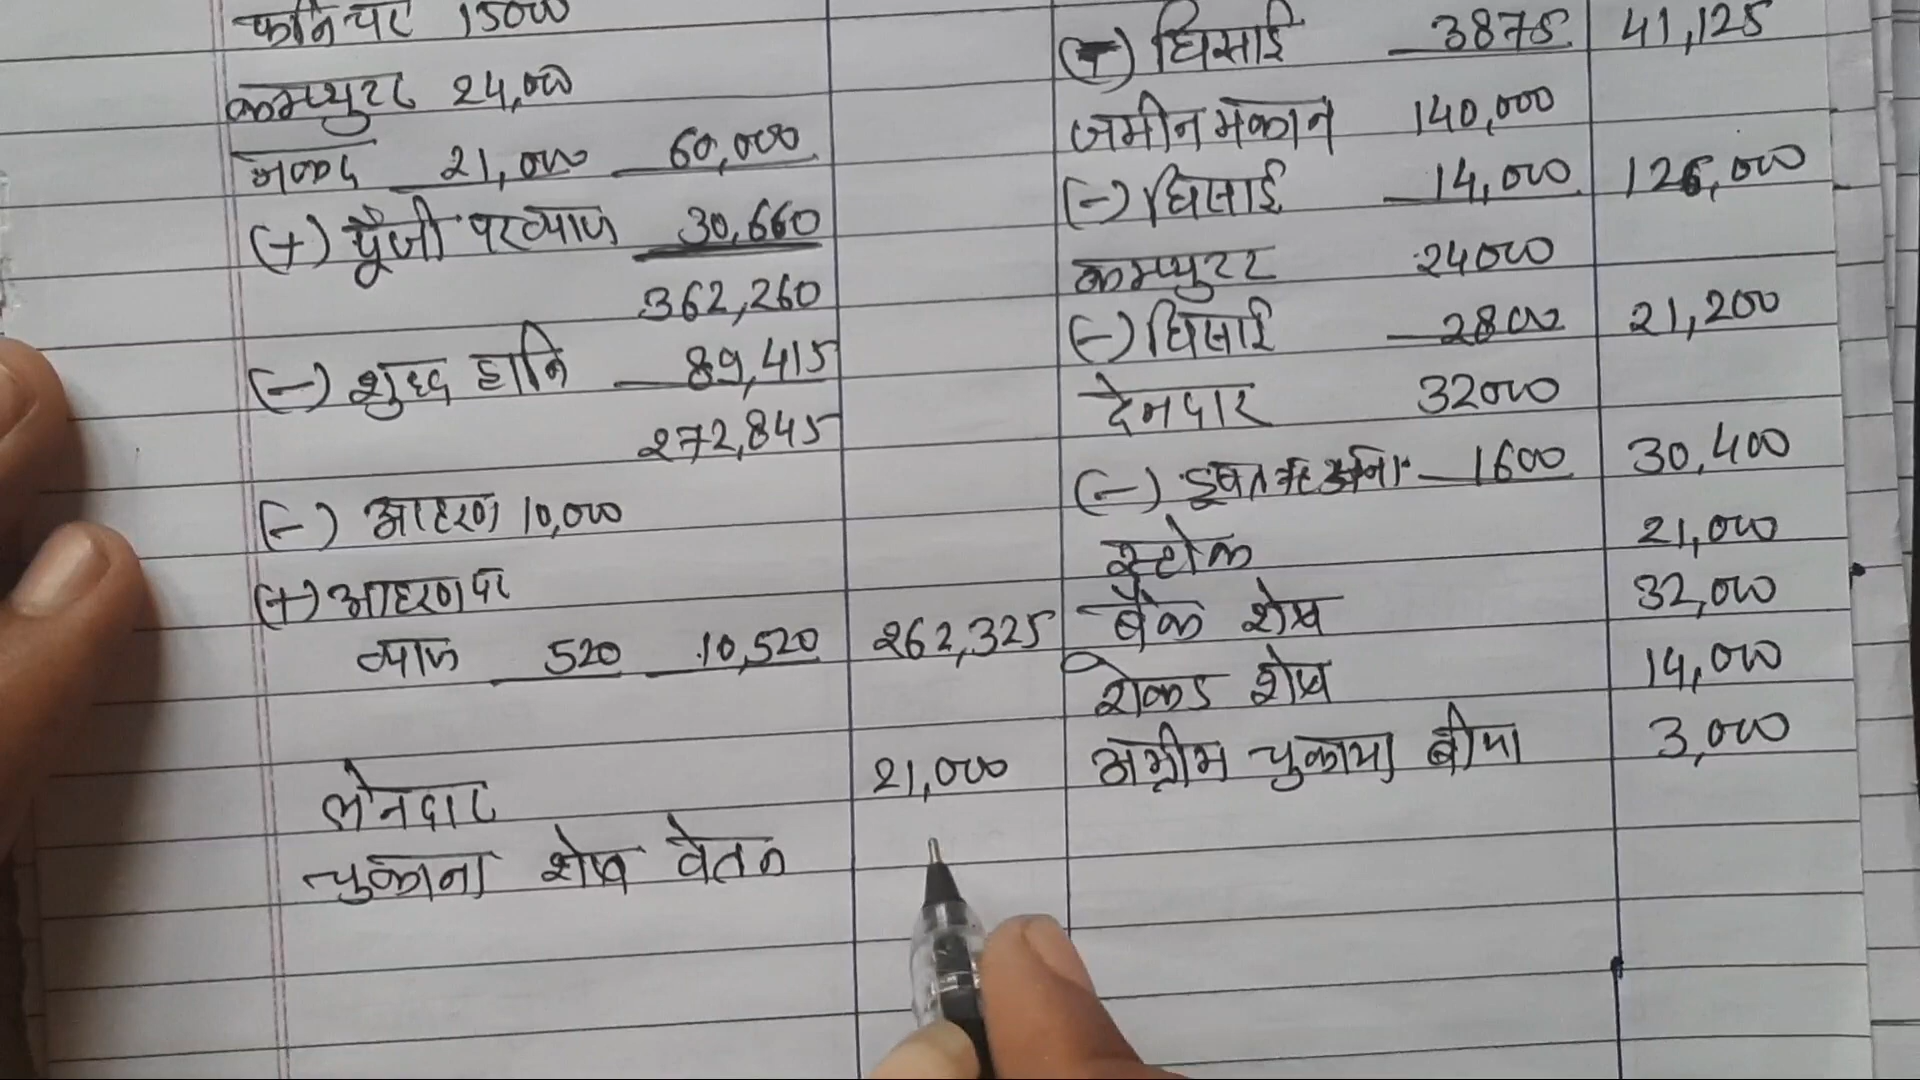 फर्निचर 15000
कम्प्युटर 24,000
नकद 21,000 60,000
(+) पूँजी पर व्याज 30,660
362,260
(-) शुध्द हानि 89,415
272,845
(-) आहरण 10,000
(+) आहरण पर
व्याज 520 10,520 262,325
लेनदार 21,000
चुकाना शेष वेतन
(-) घिसाई 3875 41,125
जमीन मकान 140,000
(-) घिसाई 14,000 126,000
कम्प्युटर 24000
(-) घिसाई 2800 21,200
देनदार 32000
(-) 1600 30,400
स्टोक 21,000
बैंक शेष 32,000
रोकड शेष 14,000
अग्रीम चुकाया बीमा 3,000